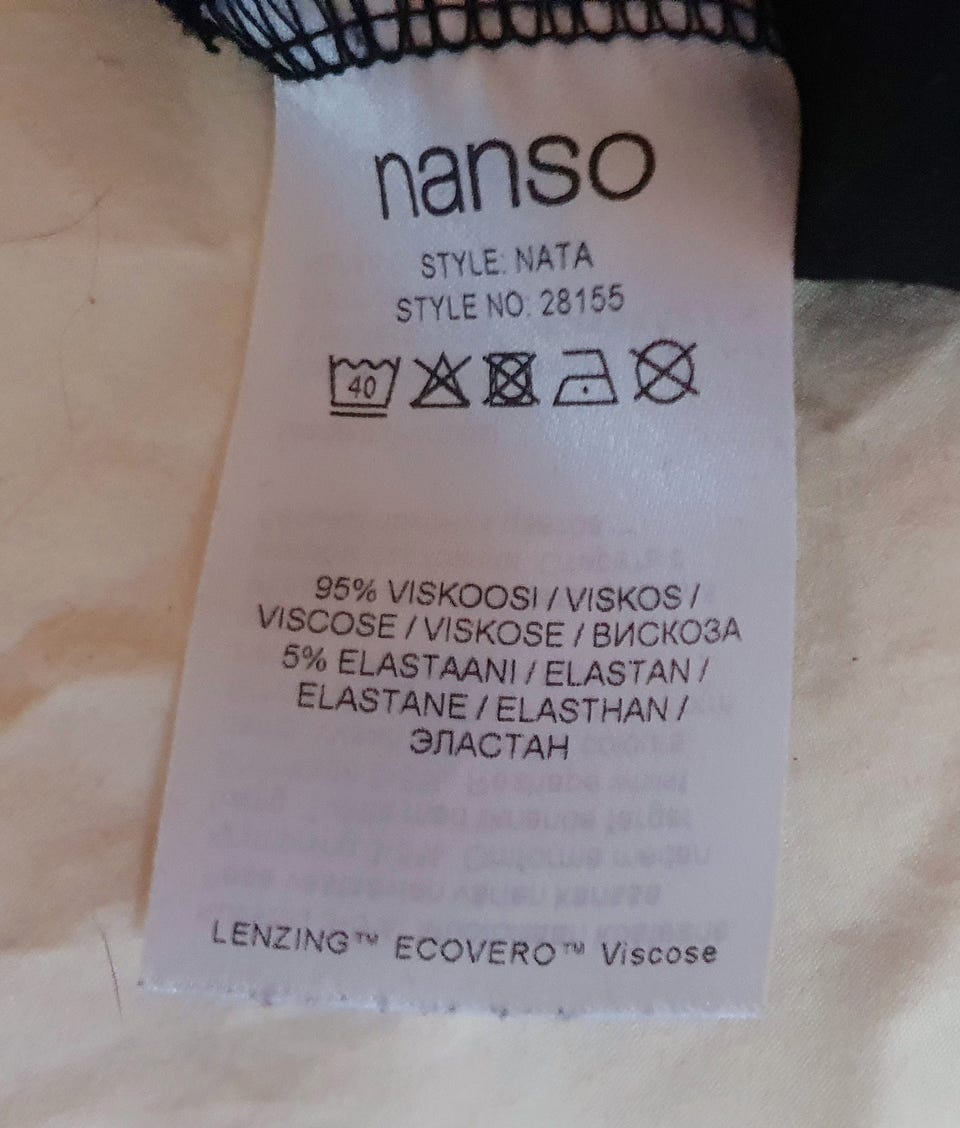 nanso
STYLE: NATA
STYLE NO. 28155
40
95% VISKOOSI / VISKOS /
VISCOSE / VISKOSE / ВИСКОЗА
5% ELASTAANI / ELASTAN /
ELASTANE / ELASTHAN /
ЭЛАСТАН
LENZING™ ECOVERO™ Viscose